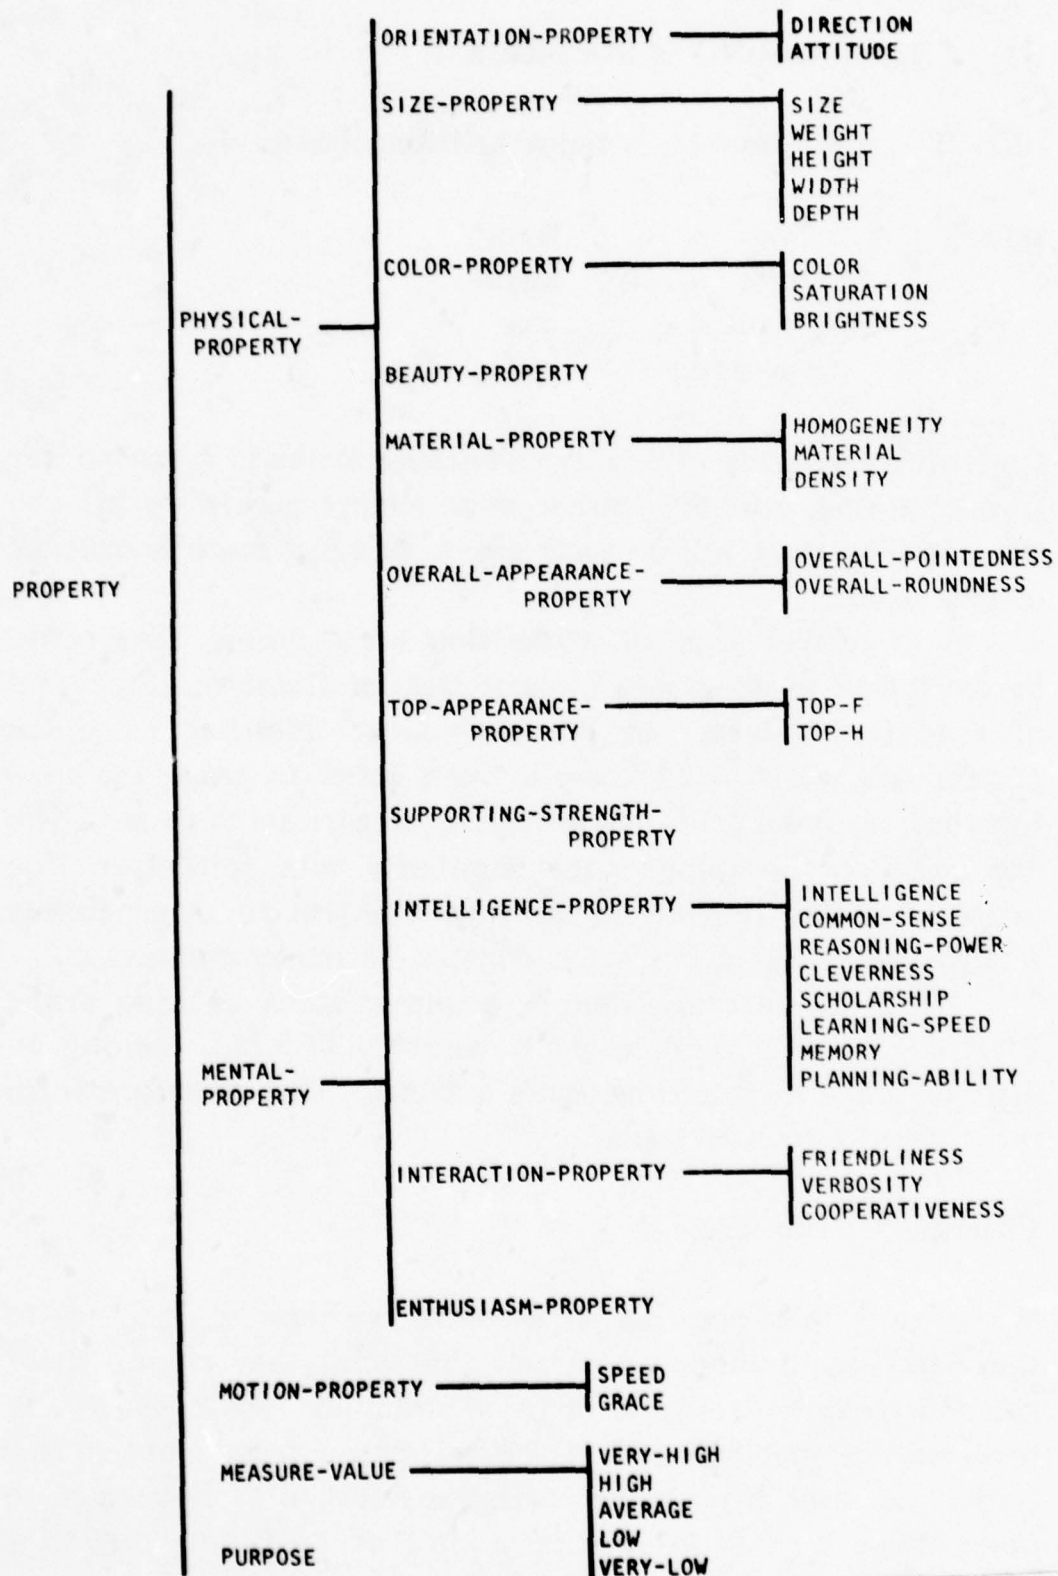 ORIENTATION-PROPERTY
DIRECTION
ATTITUDE
SIZE-PROPERTY
SIZE
WEIGHT
HEIGHT
WIDTH
DEPTH
COLOR-PROPERTY
COLOR
SATURATION
BRIGHTNESS
PHYSICAL-
PROPERTY
BEAUTY-PROPERTY
MATERIAL-PROPERTY
HOMOGENEITY
MATERIAL
DENSITY
PROPERTY
OVERALL-APPEARANCE-
PROPERTY
OVERALL-POINTEDNESS
OVERALL-ROUNDNESS
TOP-APPEARANCE-
PROPERTY
TOP-F
TOP-H
SUPPORTING-STRENGTH-
PROPERTY
INTELLIGENCE-PROPERTY
INTELLIGENCE
COMMON-SENSE
REASONING-POWER
CLEVERNESS
SCHOLARSHIP
LEARNING-SPEED
MEMORY
PLANNING-ABILITY
MENTAL-
PROPERTY
INTERACTION-PROPERTY
FRIENDLINESS
VERBOSITY
COOPERATIVENESS
ENTHUSIASM-PROPERTY
MOTION-PROPERTY
SPEED
GRACE
MEASURE-VALUE
VERY-HIGH
HIGH
AVERAGE
LOW
VERY-LOW
PURPOSE